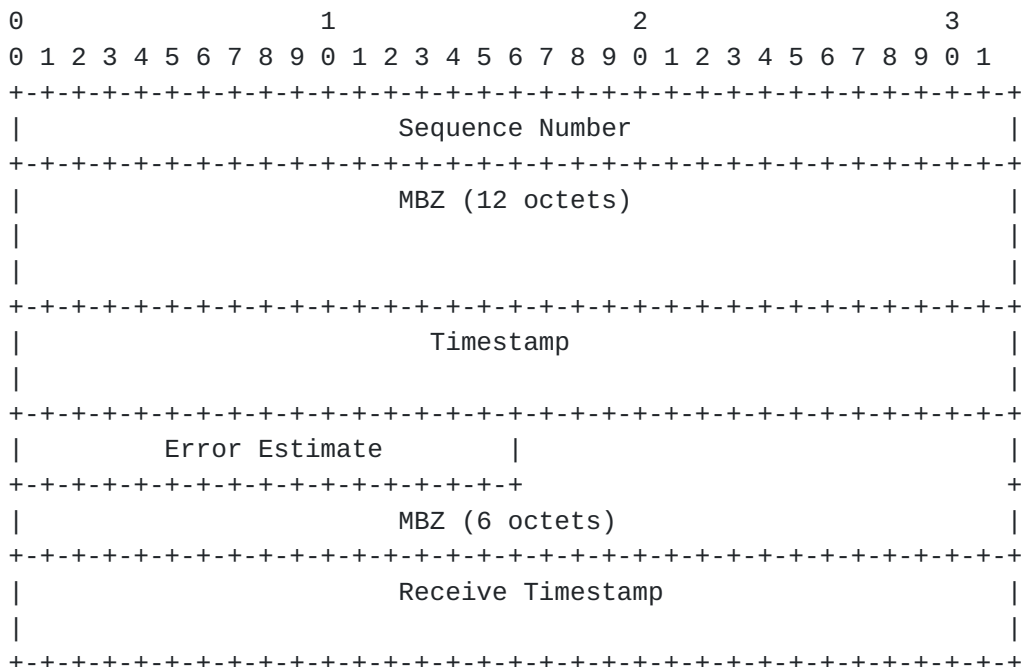 0                   1                   2                   3
0 1 2 3 4 5 6 7 8 9 0 1 2 3 4 5 6 7 8 9 0 1 2 3 4 5 6 7 8 9 0 1
+-+-+-+-+-+-+-+-+-+-+-+-+-+-+-+-+-+-+-+-+-+-+-+-+-+-+-+-+-+-+-+-+
|                        Sequence Number                        |
+-+-+-+-+-+-+-+-+-+-+-+-+-+-+-+-+-+-+-+-+-+-+-+-+-+-+-+-+-+-+-+-+
|                        MBZ (12 octets)                        |
|                                                               |
|                                                               |
+-+-+-+-+-+-+-+-+-+-+-+-+-+-+-+-+-+-+-+-+-+-+-+-+-+-+-+-+-+-+-+-+
|                          Timestamp                            |
|                                                               |
+-+-+-+-+-+-+-+-+-+-+-+-+-+-+-+-+-+-+-+-+-+-+-+-+-+-+-+-+-+-+-+-+
|         Error Estimate        |                               |
+-+-+-+-+-+-+-+-+-+-+-+-+-+-+-+-+                               +
|                        MBZ (6 octets)                         |
+-+-+-+-+-+-+-+-+-+-+-+-+-+-+-+-+-+-+-+-+-+-+-+-+-+-+-+-+-+-+-+-+
|                        Receive Timestamp                      |
|                                                               |
+-+-+-+-+-+-+-+-+-+-+-+-+-+-+-+-+-+-+-+-+-+-+-+-+-+-+-+-+-+-+-+-+